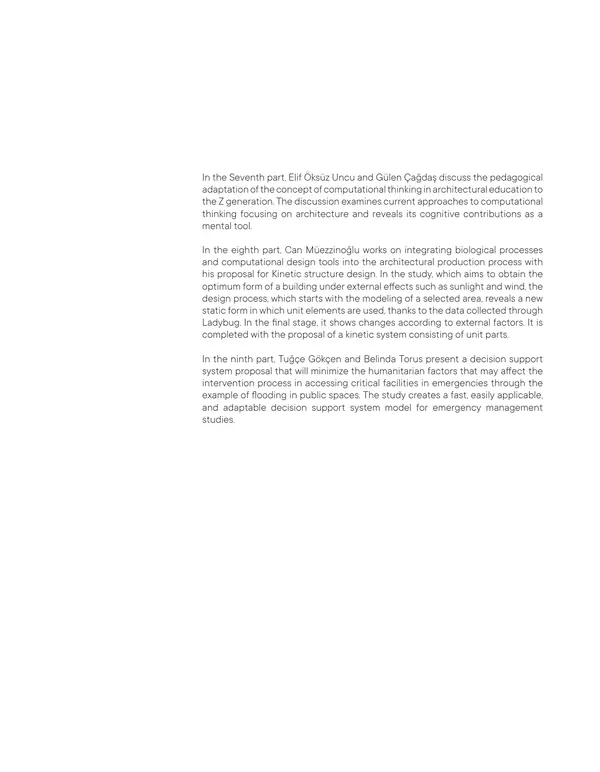 In the Seventh part, Elif Öksüz Uncu and Gülen Çağdaş discuss the pedagogical
adaptation of the concept of computational thinking in architectural education to
the Z generation. The discussion examines current approaches to computational
thinking focusing on architecture and reveals its cognitive contributions as a
mental tool.
In the eighth part, Can Müezzinoğlu works on integrating biological processes
and computational design tools into the architectural production process with
his proposal for Kinetic structure design. In the study, which aims to obtain the
optimum form of a building under external effects such as sunlight and wind, the
design process, which starts with the modeling of a selected area, reveals a new
static form in which unit elements are used, thanks to the data collected through
Ladybug. In the final stage, it shows changes according to external factors. It is
completed with the proposal of a kinetic system consisting of unit parts.
In the ninth part, Tuğçe Gökçen and Belinda Torus present a decision support
system proposal that will minimize the humanitarian factors that may affect the
intervention process in accessing critical facilities in emergencies through the
example of flooding in public spaces. The study creates a fast, easily applicable,
and adaptable decision support system model for emergency management
studies.